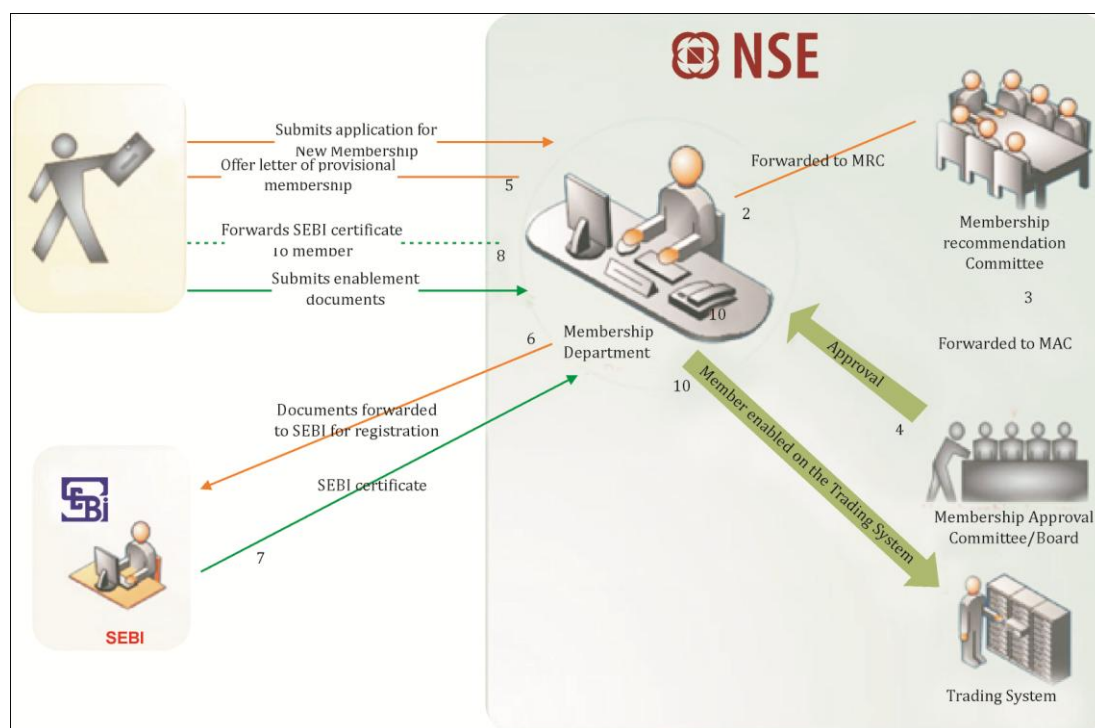 NSE
Submits application for
New Membership
Offer letter of provisional
membership
5
Forwards SEBI certificate
To member
8
Submits enablement
documents
Forwarded to MRC
2
Membership
recommendation
Committee
3
Forwarded to MAC
10
Membership
Department
6
Approval
4
10
Member enabled on the Trading System
Documents forwarded
to SEBI for registration
SEBI certificate
7
Membership Approval
Committee/Board
SEBi
SEBI
Trading System